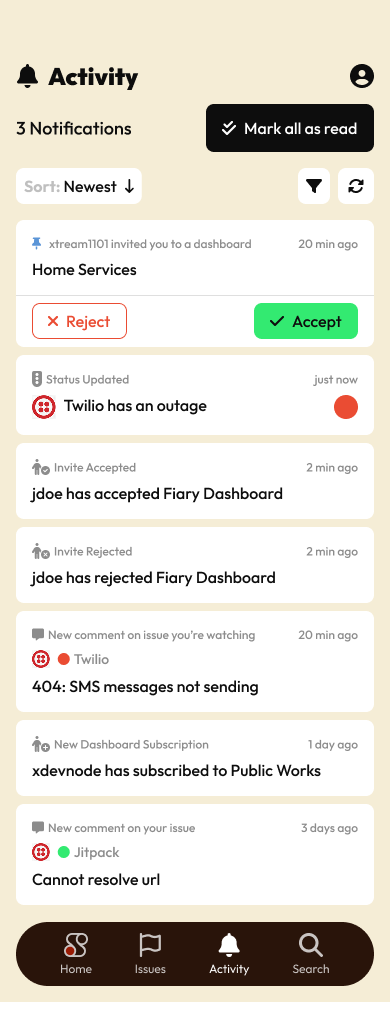 Activity
3 Notifications
Mark all as read
Sort: Newest ↓
xtream1101 invited you to a dashboard 20 min ago
Home Services
Reject Accept
Status Updated just now
Twilio has an outage
Invite Accepted 2 min ago
jdoe has accepted Fiary Dashboard
Invite Rejected 2 min ago
jdoe has rejected Fiary Dashboard
New comment on issue you're watching 20 min ago
Twilio
404: SMS messages not sending
New Dashboard Subscription 1 day ago
xdevnode has subscribed to Public Works
New comment on your issue 3 days ago
Jitpack
Cannot resolve url
Home Issues Activity Search